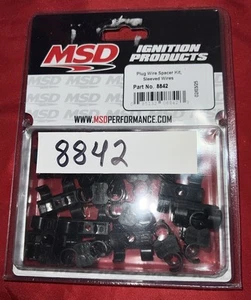 MSD
IGNITION
PRODUCTS
Plug Wire Spacer Kit,
Sleeved Wires
Part No. 8842
WWW.MSDPERFORMANCE.COM
8842